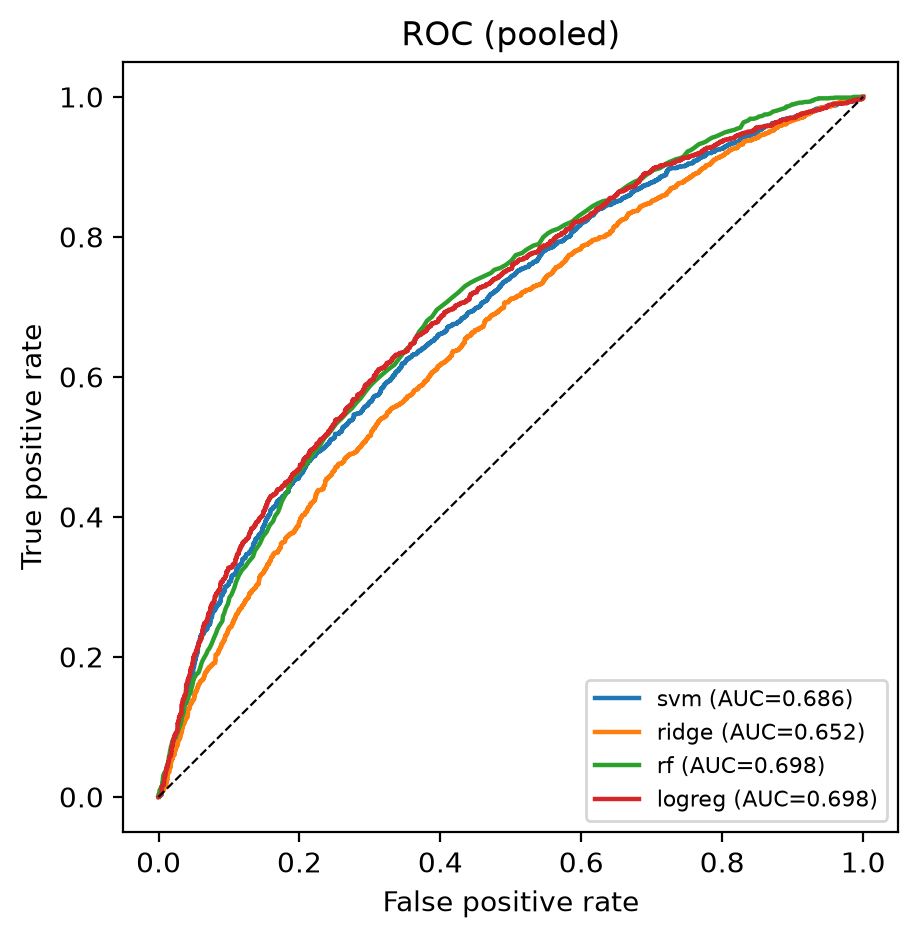 ROC (pooled)
True positive rate
1.0
0.8
0.6
0.4
0.2
0.0
svm (AUC=0.686)
ridge (AUC=0.652)
rf (AUC=0.698)
logreg (AUC=0.698)
0.0 0.2 0.4 0.6 0.8 1.0
False positive rate